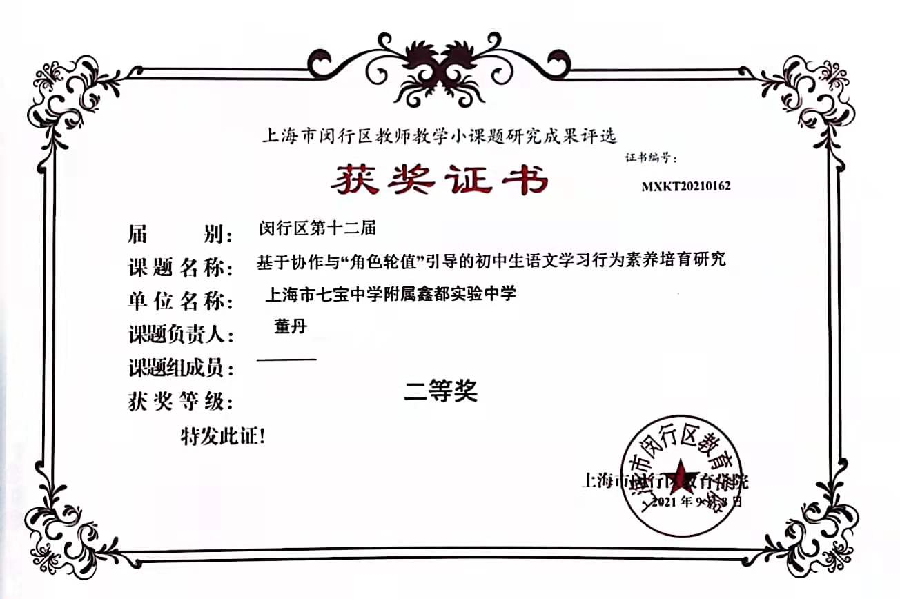 上海市闵行区教师教学小课题研究成果评选
证书编号：
获奖证书
MXKT20210162
届 别： 闵行区第十二届
课题名称： 基于协作与“角色轮值”引导的初中生语文学习行为素养培育研究
单位名称： 上海市七宝中学附属鑫都实验中学
课题负责人： 董丹
课题组成员：
获奖等级： 二等奖
特发此证！
上海市闵行区教育学院
上海市闵行区教育学院
2021 年 9 月 日